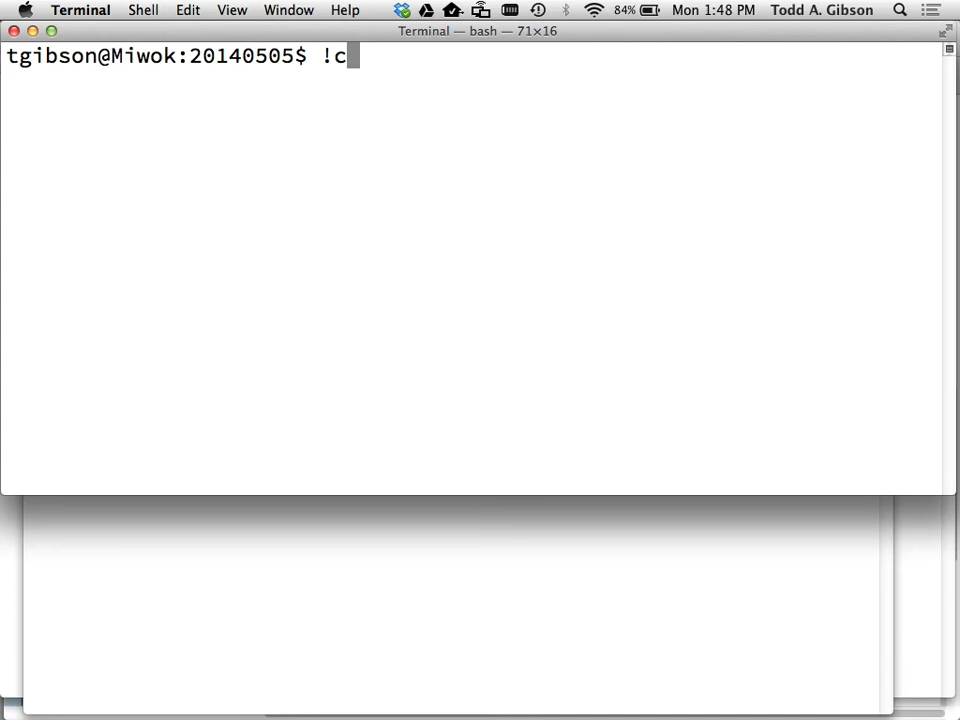 Terminal Shell Edit View Window Help 84% Mon 1:48 PM Todd A. Gibson
Terminal — bash — 71×16
tgibson@Miwok:20140505$ !c